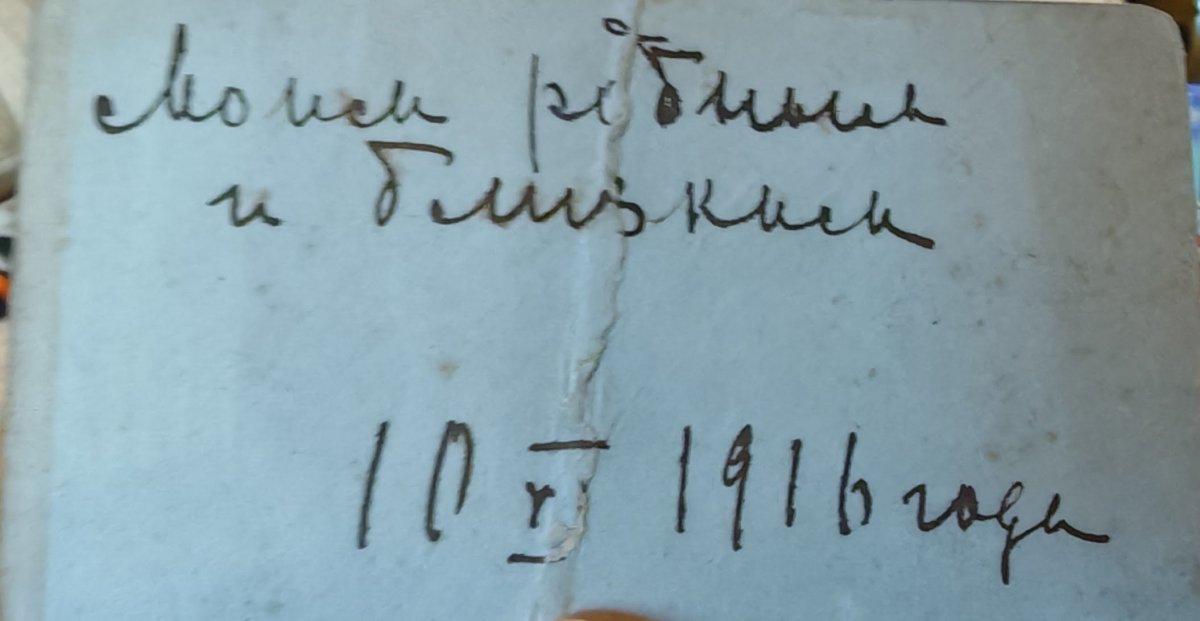 Моим родным
и близким
10 1916 года